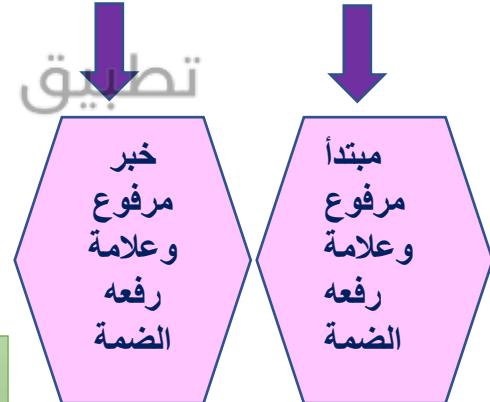 تطبيق
مبتدأ
مرفوع
وعلامة
رفعه
الضمة
خبر
مرفوع
وعلامة
رفعه
الضمة